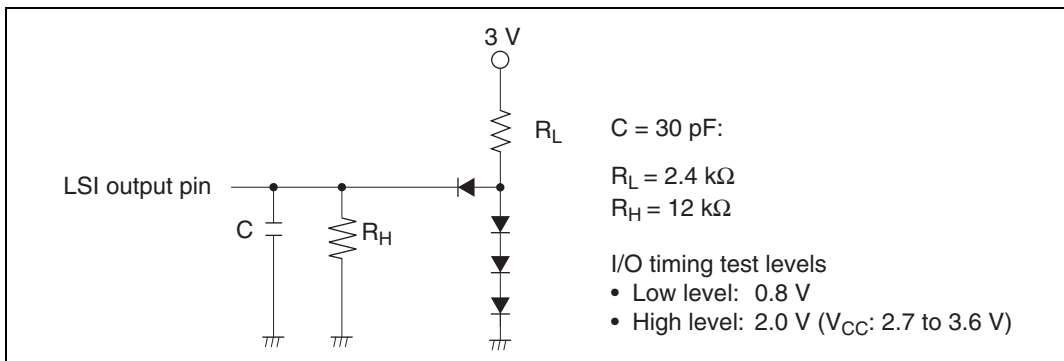 3 V
R_L
C = 30 pF:
R_L = 2.4 kΩ
R_H = 12 kΩ
LSI output pin
C
R_H
I/O timing test levels
• Low level: 0.8 V
• High level: 2.0 V (V_CC: 2.7 to 3.6 V)